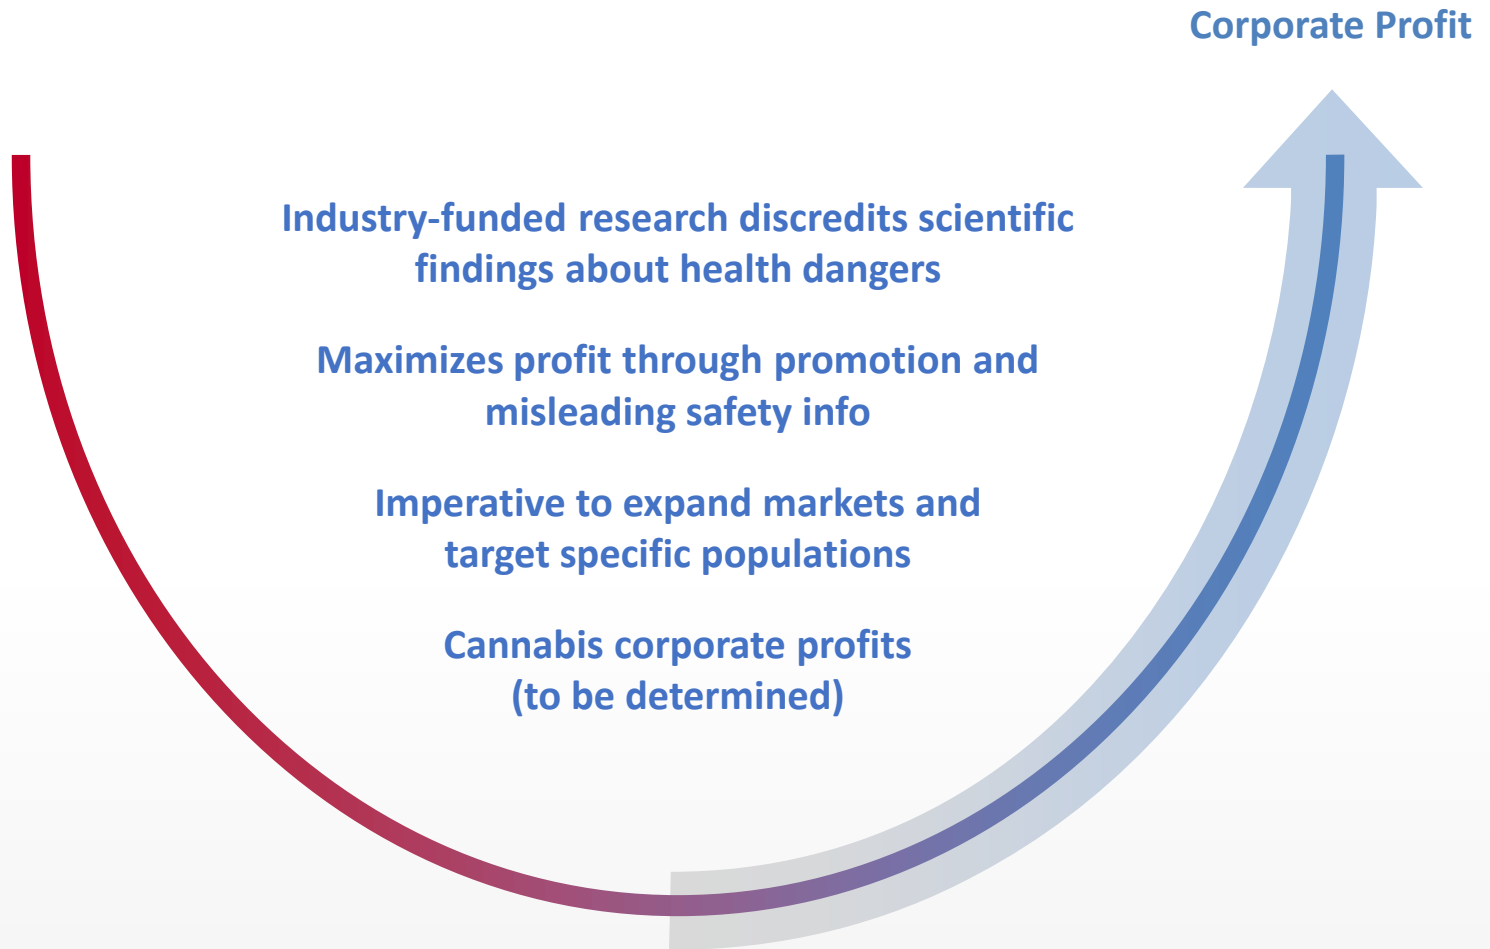 Corporate Profit
Industry-funded research discredits scientific
findings about health dangers
Maximizes profit through promotion and
misleading safety info
Imperative to expand markets and
target specific populations
Cannabis corporate profits
(to be determined)